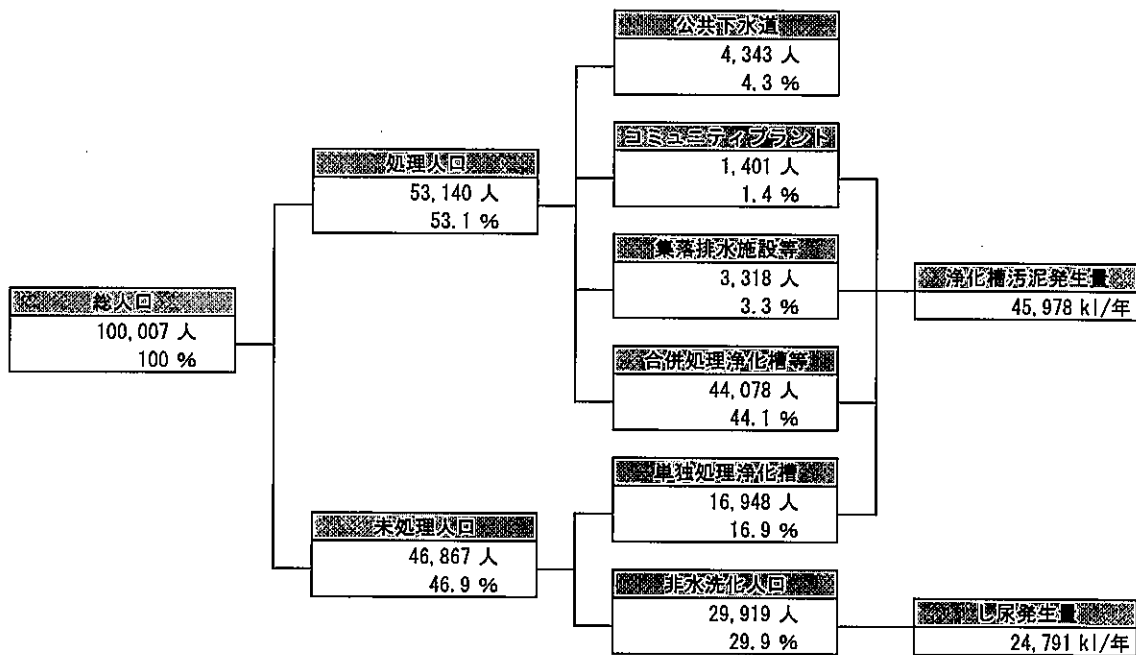 公共下水道
4,343 人
4.3 %
コミュニティプラント
1,401 人
1.4 %
処理人口
53,140 人
53.1 %
集落排水施設等
3,318 人
3.3 %
浄化槽汚泥発生量
45,978 kl/年
総人口
100,007 人
100 %
合併処理浄化槽等
44,078 人
44.1 %
単独処理浄化槽
16,948 人
16.9 %
未処理人口
46,867 人
46.9 %
非水洗化人口
29,919 人
29.9 %
し尿発生量
24,791 kl/年